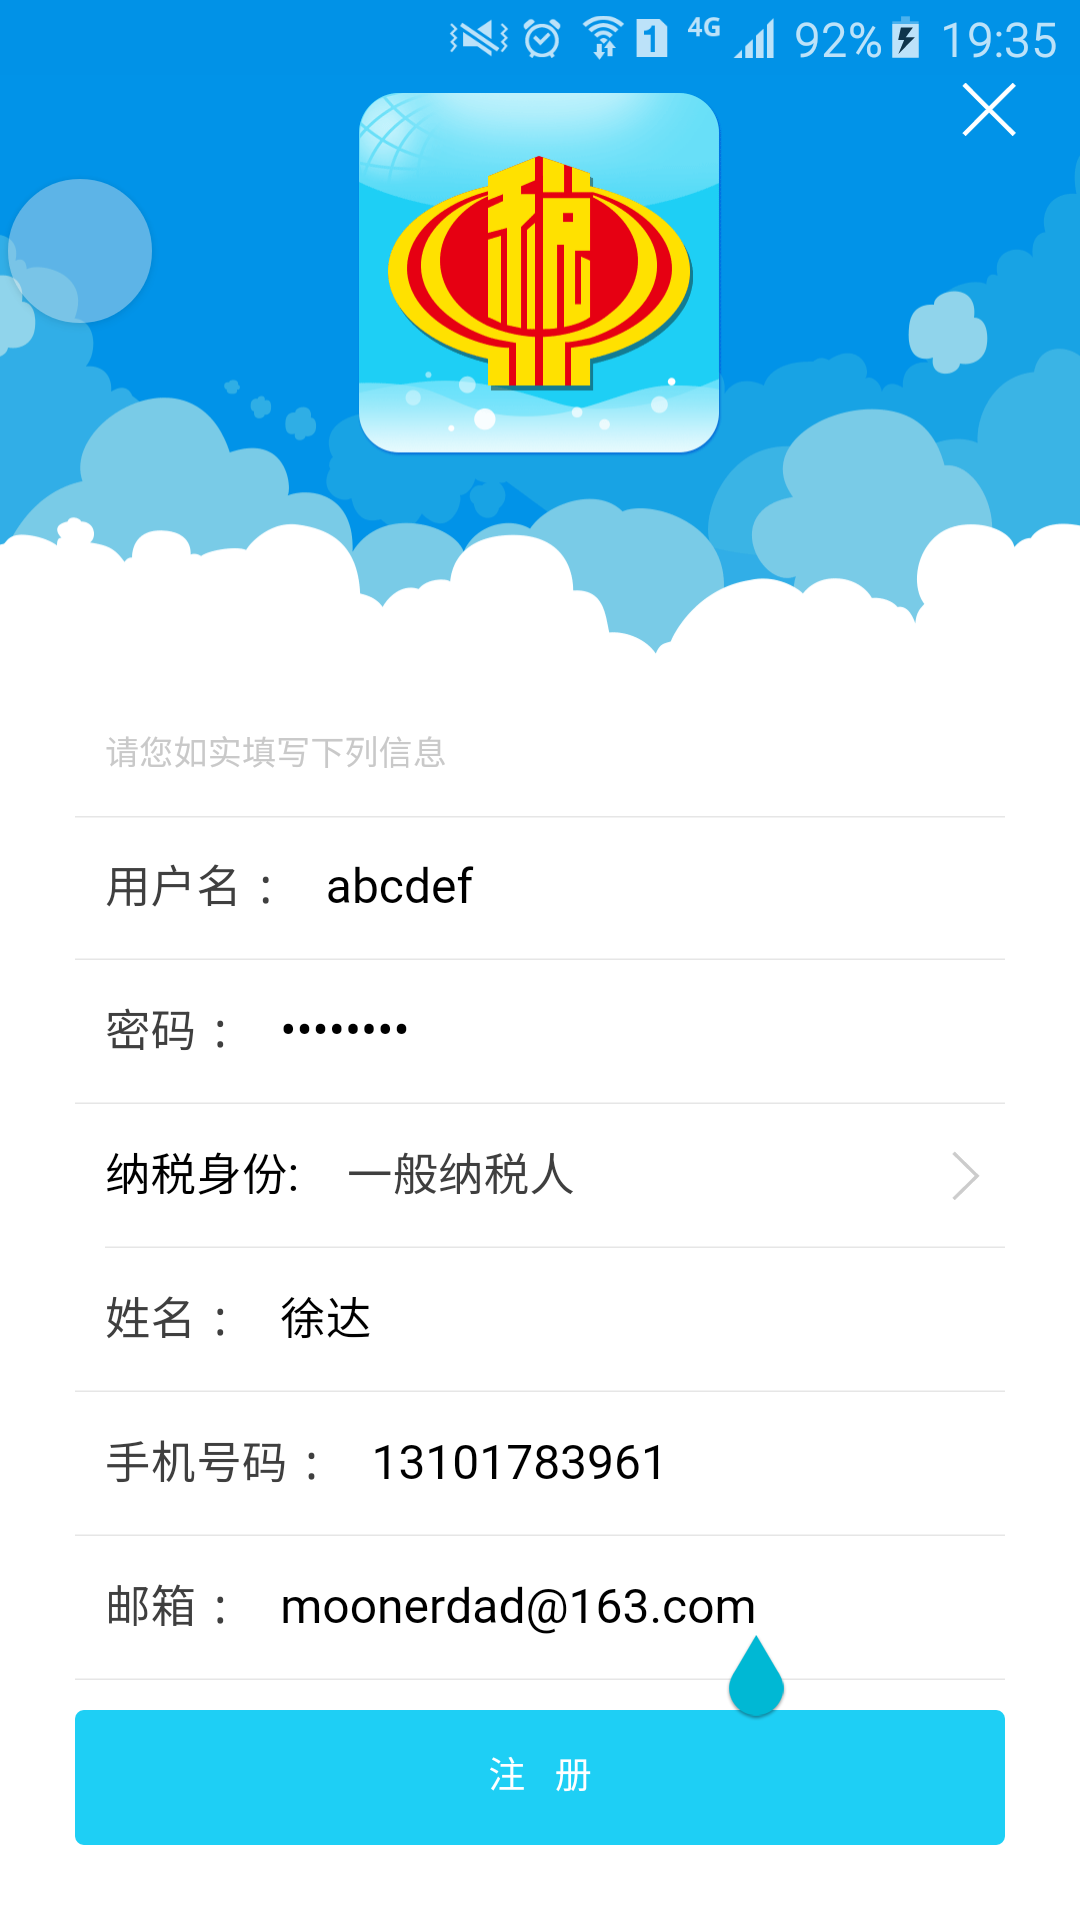 1 4G 92% 19:35
税
请您如实填写下列信息
用户名 ： abcdef
密码 ： ••••••••
纳税身份: 一般纳税人
姓名 ： 徐达
手机号码 ： 13101783961
邮箱 ： moonerdad@163.com
注 册